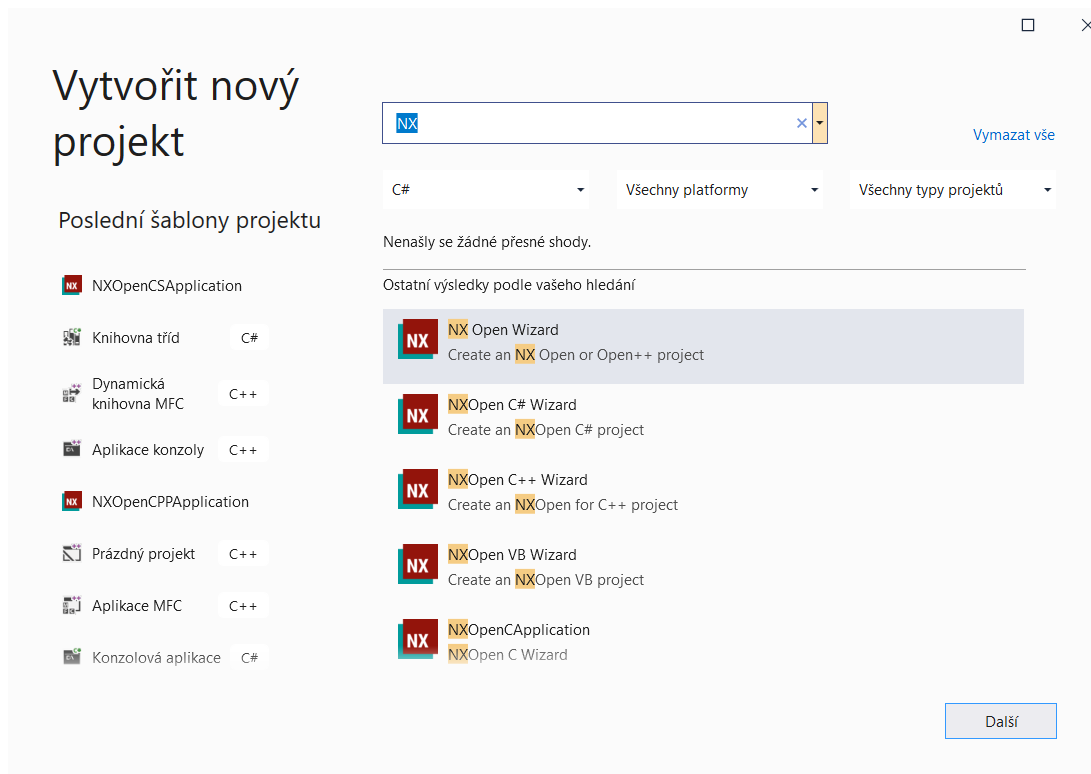 Vytvořit nový
projekt
Poslední šablony projektu
NX NXOpenCSApplication
Knihovna tříd C#
Dynamická
knihovna MFC C++
Aplikace konzoly C++
NX NXOpenCPPApplication
Prázdný projekt C++
Aplikace MFC C++
Konzolová aplikace C#
NX
Vymazat vše
C# Všechny platformy Všechny typy projektů
Nenašly se žádné přesné shody.
Ostatní výsledky podle vašeho hledání
NX NX Open Wizard
Create an NX Open or Open++ project
NX NXOpen C# Wizard
Create an NXOpen C# project
NX NXOpen C++ Wizard
Create an NXOpen for C++ project
NX NXOpen VB Wizard
Create an NXOpen VB project
NX NXOpenCApplication
NXOpen C Wizard
Další